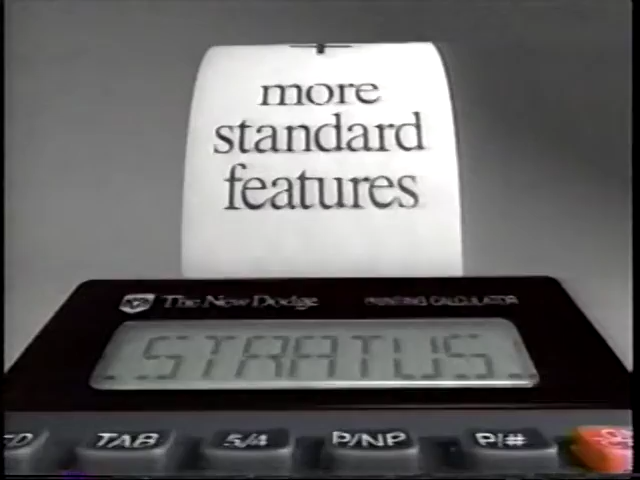 +
more
standard
features
The New Dodge
PRINTING CALCULATOR
STRATUS
TAB
5/4
P/NP
P/#